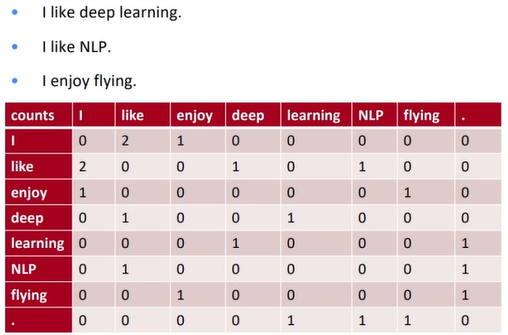 I like deep learning.
I like NLP.
I enjoy flying.
counts I like enjoy deep learning NLP flying .
I 0 2 1 0 0 0 0 0
like 2 0 0 1 0 1 0 0
enjoy 1 0 0 0 0 0 1 0
deep 0 1 0 0 1 0 0 0
learning 0 0 0 1 0 0 0 1
NLP 0 1 0 0 0 0 0 1
flying 0 0 1 0 0 0 0 1
. 0 0 0 0 1 1 1 0